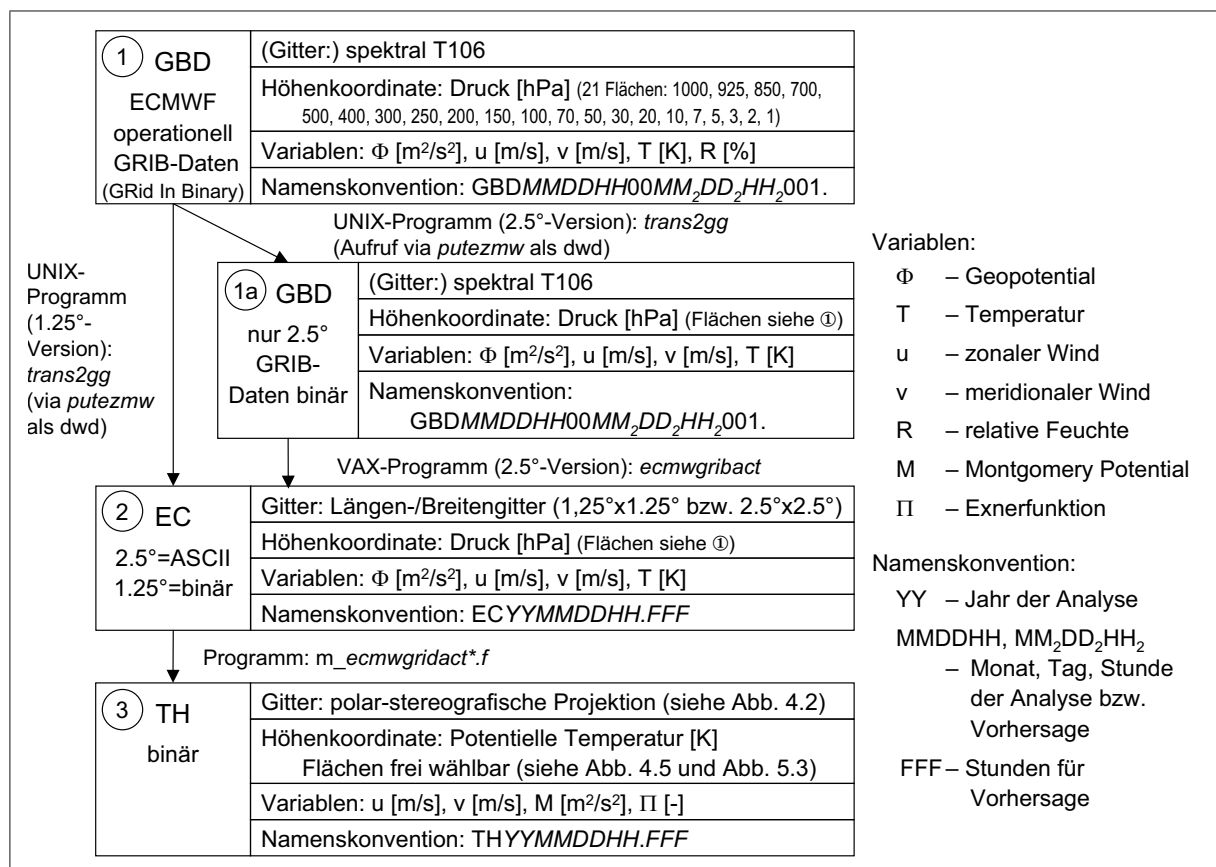 1 GBD
ECMWF
operationell
GRIB-Daten
(GRid In Binary)
(Gitter:) spektral T106
Höhenkoordinate: Druck [hPa] (21 Flächen: 1000, 925, 850, 700,
500, 400, 300, 250, 200, 150, 100, 70, 50, 30, 20, 10, 7, 5, 3, 2, 1)
Variablen: Φ [m²/s²], u [m/s], v [m/s], T [K], R [%]
Namenskonvention: GBDMMDDHH00MM₂DD₂HH₂001.
UNIX-Programm (2.5°-Version): trans2gg
(Aufruf via putezmw als dwd)
UNIX-
Programm
(1.25°-
Version):
trans2gg
(via putezmw
als dwd)
1a GBD
nur 2.5°
GRIB-
Daten binär
(Gitter:) spektral T106
Höhenkoordinate: Druck [hPa] (Flächen siehe ①)
Variablen: Φ [m²/s²], u [m/s], v [m/s], T [K]
Namenskonvention:
GBDMMDDHH00MM₂DD₂HH₂001.
VAX-Programm (2.5°-Version): ecmwgribact
2 EC
2.5°=ASCII
1.25°=binär
Gitter: Längen-/Breitengitter (1,25°x1.25° bzw. 2.5°x2.5°)
Höhenkoordinate: Druck [hPa] (Flächen siehe ①)
Variablen: Φ [m²/s²], u [m/s], v [m/s], T [K]
Namenskonvention: ECYYMMDDHH.FFF
Programm: m_ecmwgridact*.f
3 TH
binär
Gitter: polar-stereografische Projektion (siehe Abb. 4.2)
Höhenkoordinate: Potentielle Temperatur [K]
Flächen frei wählbar (siehe Abb. 4.5 und Abb. 5.3)
Variablen: u [m/s], v [m/s], M [m²/s²], Π [-]
Namenskonvention: THYYMMDDHH.FFF
Variablen:
Φ – Geopotential
T – Temperatur
u – zonaler Wind
v – meridionaler Wind
R – relative Feuchte
M – Montgomery Potential
Π – Exnerfunktion
Namenskonvention:
YY – Jahr der Analyse
MMDDHH, MM₂DD₂HH₂
– Monat, Tag, Stunde
der Analyse bzw.
Vorhersage
FFF – Stunden für
Vorhersage